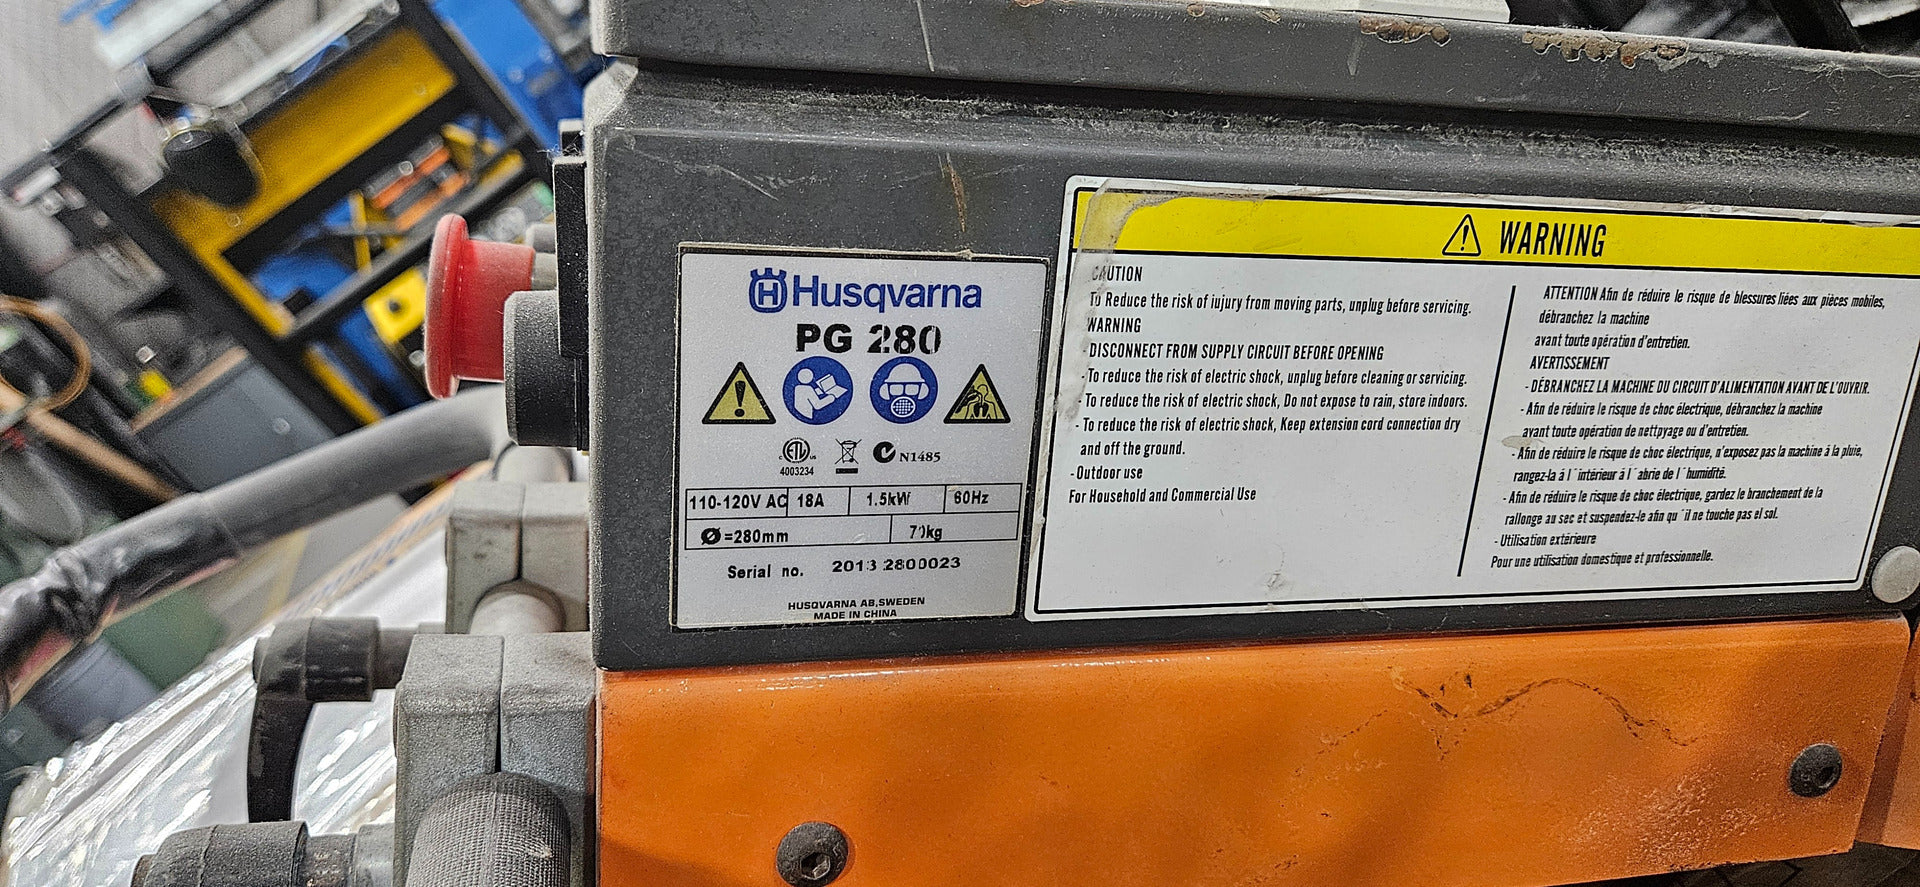 Husqvarna
PG 280
ETL
c us
4003234
N1485
110-120V AC 18A 1.5kW 60Hz
Ø=280mm
Serial no. 2013 2800023
HUSQVARNA AB,SWEDEN
MADE IN CHINA
WARNING
CAUTION
To Reduce the risk of iujury from moving parts, unplug before servicing.
WARNING
- DISCONNECT FROM SUPPLY CIRCUIT BEFORE OPENING
- To reduce the risk of electric shock, unplug before cleaning or servicing.
- To reduce the risk of electric shock, Do not expose to rain, store indoors.
- To reduce the risk of electric shock, Keep extension cord connection dry
and off the ground.
- Outdoor use
For Household and Commercial Use
ATTENTION Afin de réduire le risque de blessures liées aux pièces mobiles,
débranchez la machine
avant toute opération d'entretien.
AVERTISSEMENT
- DÉBRANCHEZ LA MACHINE DU CIRCUIT D'ALIMENTATION AVANT DE L'OUVRIR.
- Afin de réduire le risque de choc électrique, débranchez la machine
avant toute opération de nettpyage ou d'entretien.
- Afin de réduire le risque de choc électrique, n'exposez pas la machine à la pluie,
rangez-la á l ´intérieur á l ´abrie de l ´humidité.
- Afin de réduire le risque de choc électrique, gardez le branchement de la
rallonge au sec et suspendez-le afin qu ´il ne touche pas el sol.
- Utilisation extérieure
Pour une utilisation domestique et professionnelle.